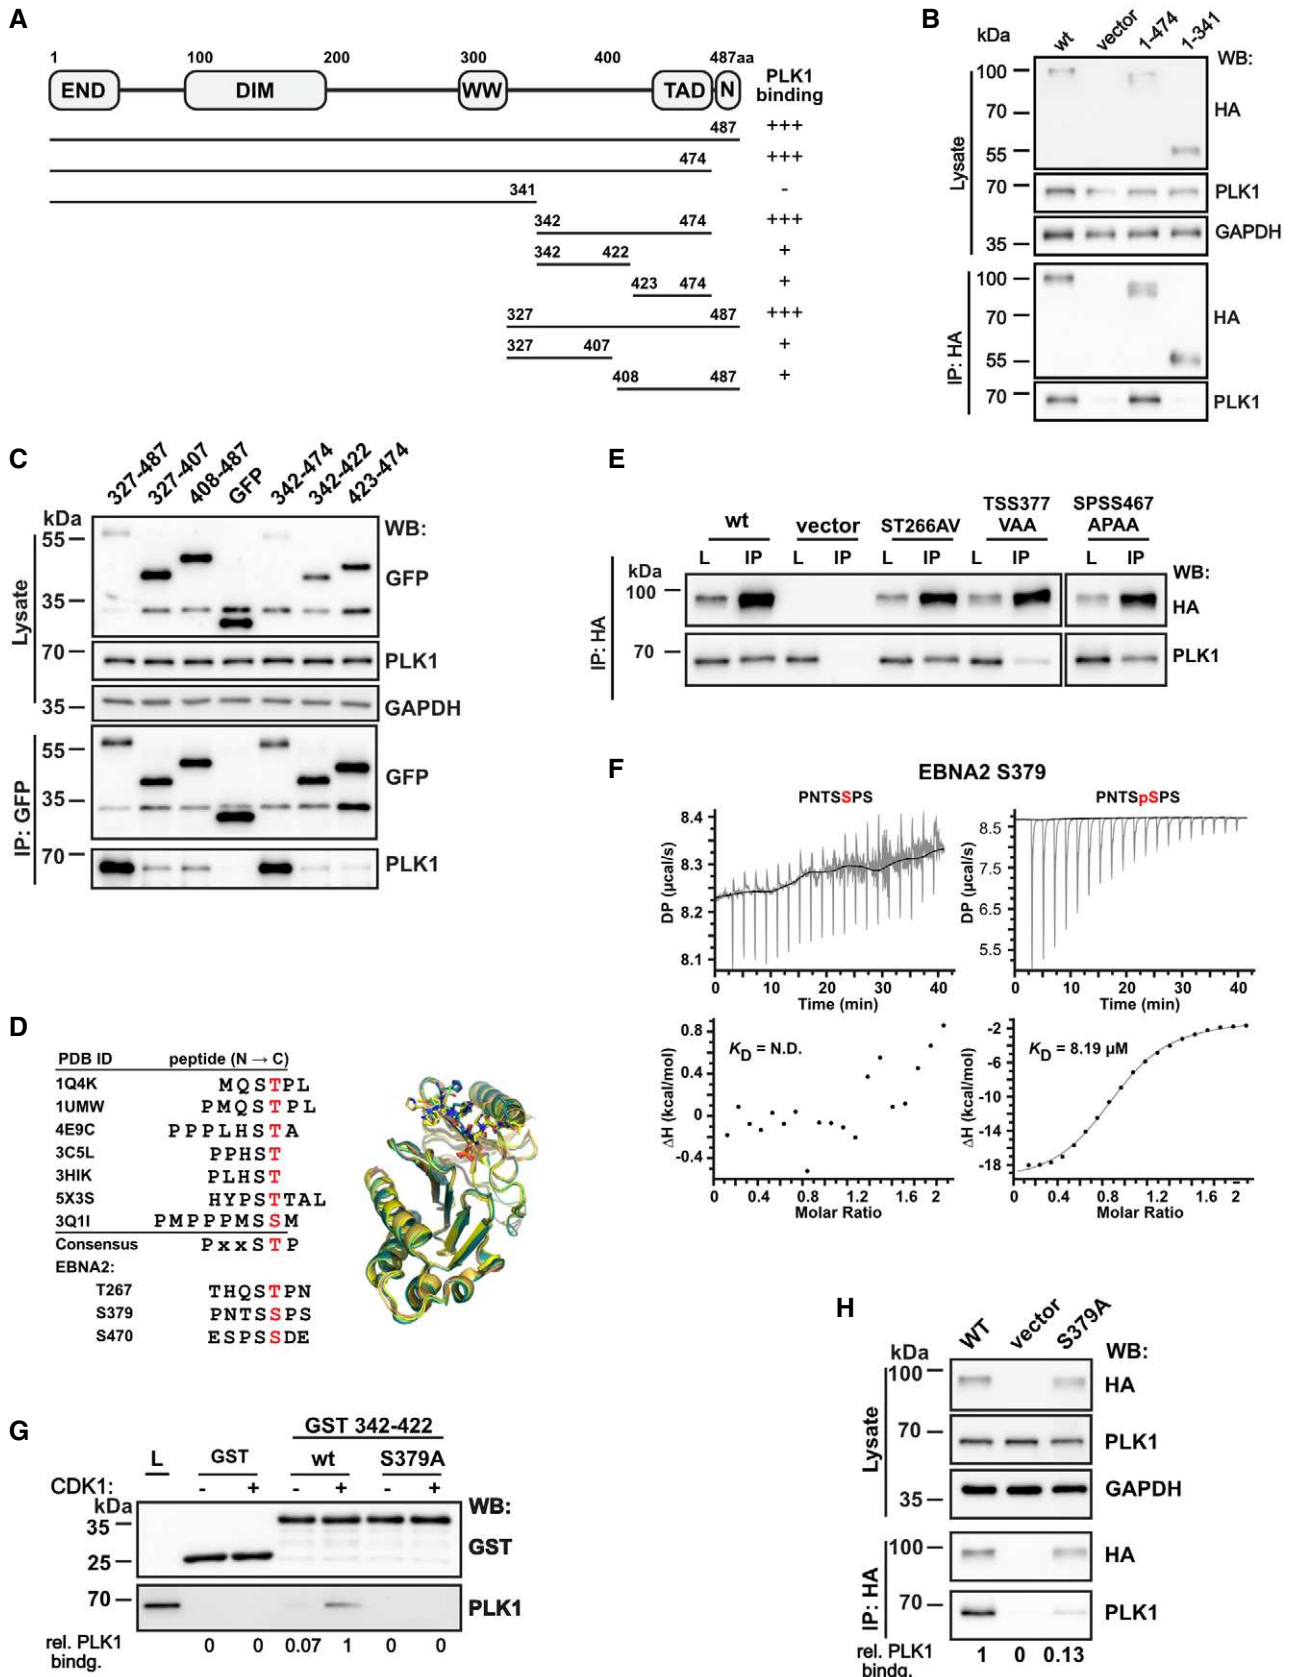 A
1 100 200 300 400 487aa
END DIM WW TAD N
PLK1
binding
487 +++
474 +++
341 -
342 474 +++
342 422 +
423 474 +
327 487 +++
327 407 +
408 487 +
B
kDa wt vector 1-474 1-341 WB:
Lysate
100
70 HA
55
70 PLK1
35 GAPDH
IP: HA
100
70 HA
55
70 PLK1
C
327-487 327-407 408-487 GFP 342-474 342-422 423-474
kDa WB:
Lysate
55
GFP
35
70 PLK1
35 GAPDH
IP: GFP
55
GFP
35
70 PLK1
D
PDB ID peptide (N → C)
1Q4K MQSTPL
1UMW PMQSTPL
4E9C PPPLHSTA
3C5L PPHST
3HIK PLHST
5X3S HYPSTTAL
3Q1I PMPPPMSSM
Consensus PxxSTP
EBNA2:
T267 THQSTPN
S379 PNTSSPS
S470 ESPSSDE
E
wt vector ST266AV TSS377 VAA SPSS467 APAA
L IP L IP L IP L IP L IP
kDa WB:
IP: HA
100 HA
70 PLK1
F
EBNA2 S379
PNTSSPS PNTSpSPS
DP (µcal/s)
8.4
8.3
8.2
8.1
0 10 20 30 40
Time (min)
DP (µcal/s)
8.5
7.5
6.5
5.5
0 10 20 30 40
Time (min)
ΔH (kcal/mol)
0.8
0.4
0
-0.4
KD = N.D.
0 0.4 0.8 1.2 1.6 2
Molar Ratio
ΔH (kcal/mol)
-2
-6
-10
-14
-18
KD = 8.19 µM
0 0.4 0.8 1.2 1.6 2
Molar Ratio
G
GST 342-422
L GST wt S379A
CDK1: - + - + - +
kDa WB:
35
GST
25
70 PLK1
rel. PLK1
bindg.
0 0 0.07 1 0 0
H
WT vector S379A
kDa WB:
Lysate
100 HA
70 PLK1
35 GAPDH
IP: HA
100 HA
70 PLK1
rel. PLK1
bindg.
1 0 0.13